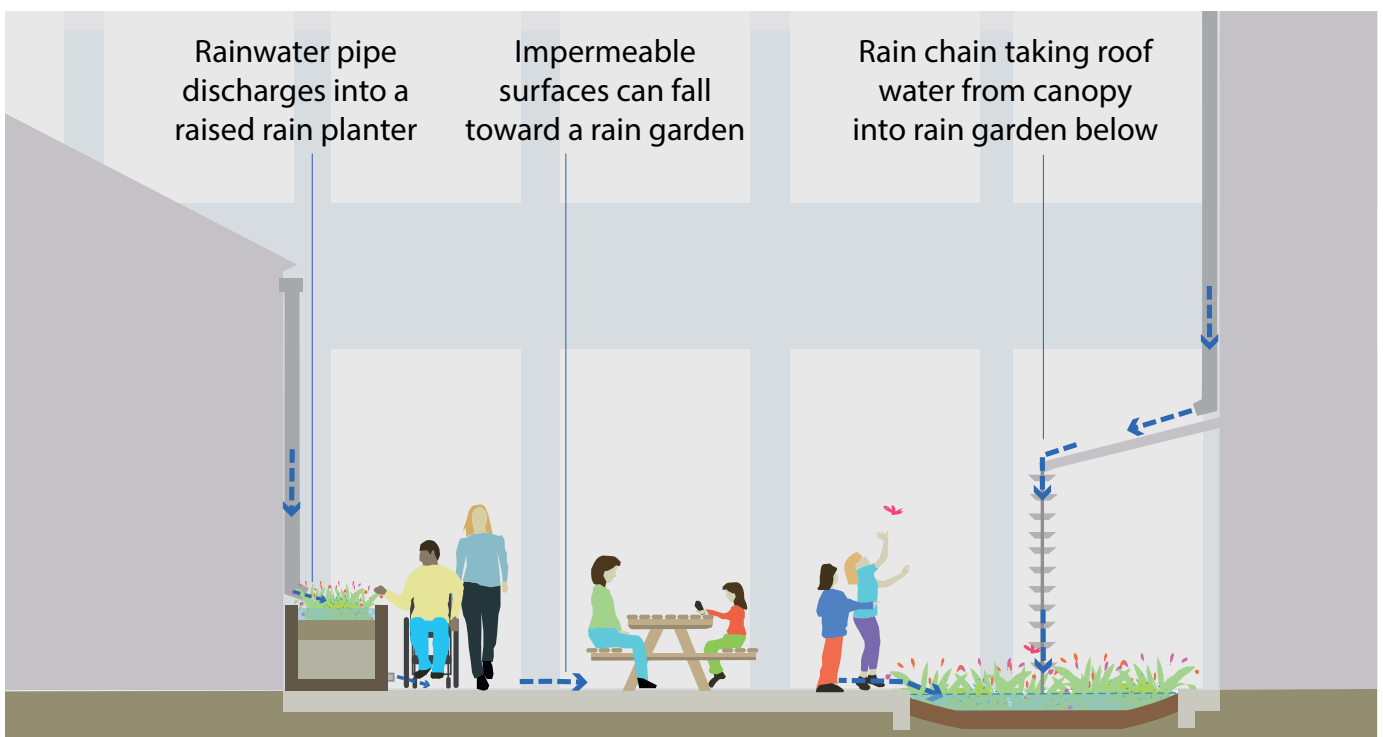 Rainwater pipe
discharges into a
raised rain planter
Impermeable
surfaces can fall
toward a rain garden
Rain chain taking roof
water from canopy
into rain garden below